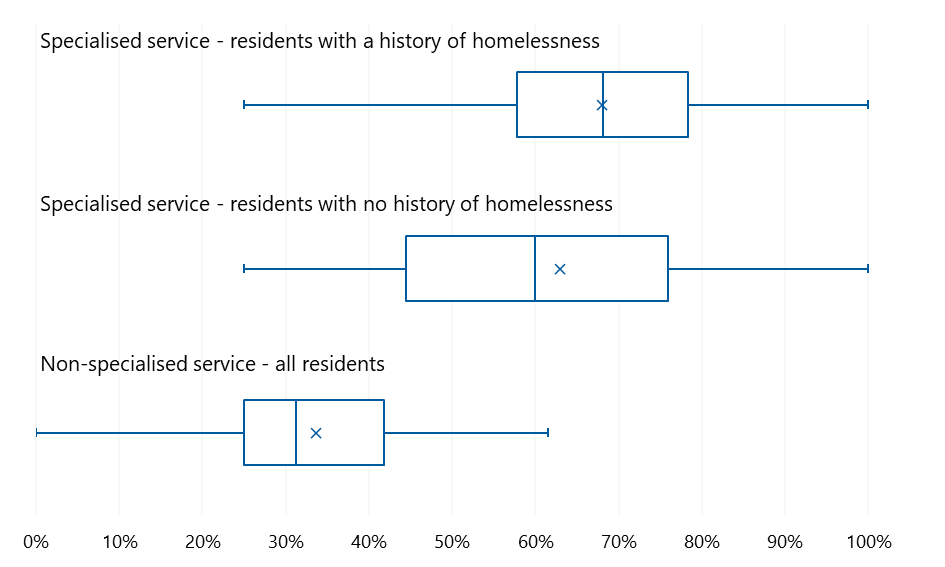 Specialised service - residents with a history of homelessness
Specialised service - residents with no history of homelessness
Non-specialised service - all residents
0% 10% 20% 30% 40% 50% 60% 70% 80% 90% 100%